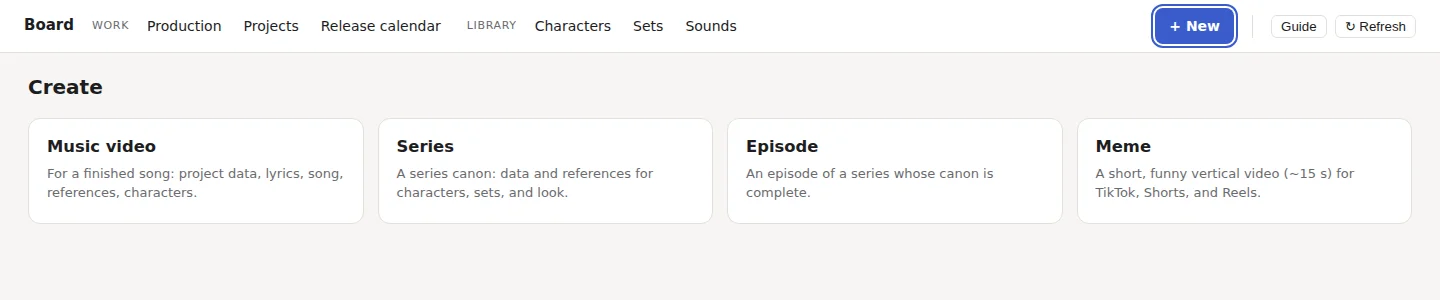 Board WORK Production Projects Release calendar LIBRARY Characters Sets Sounds + New Guide ↻ Refresh
Create
Music video
For a finished song: project data, lyrics, song,
references, characters.
Series
A series canon: data and references for
characters, sets, and look.
Episode
An episode of a series whose canon is
complete.
Meme
A short, funny vertical video (~15 s) for
TikTok, Shorts, and Reels.